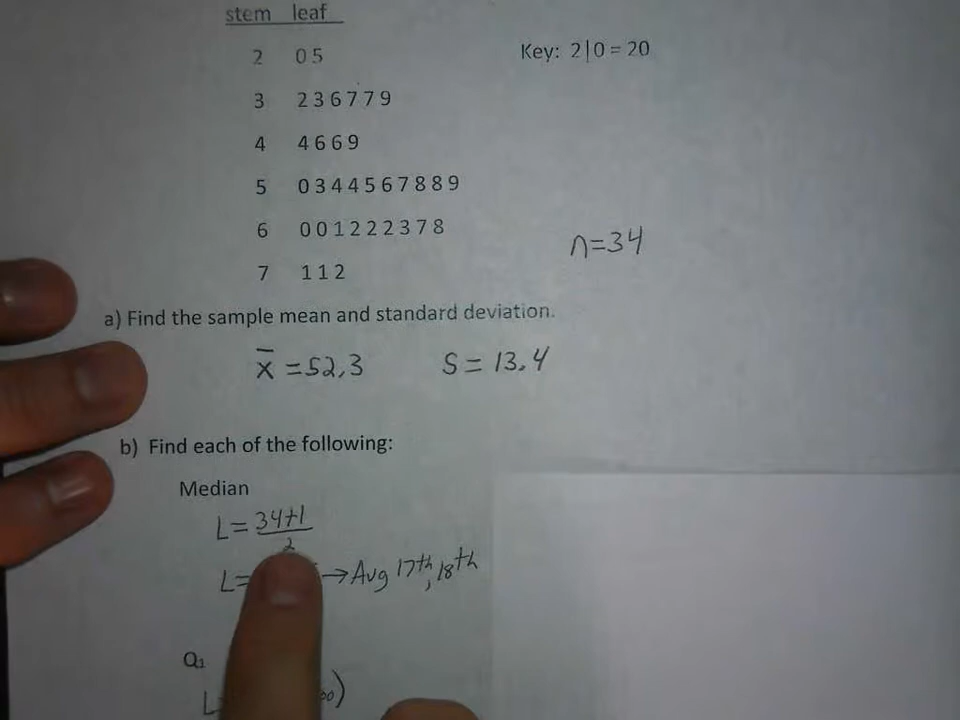 stem leaf
2 0 5
Key: 2|0 = 20
3 2 3 6 7 7 9
4 4 6 6 9
5 0 3 4 4 5 6 7 8 8 9
6 0 0 1 2 2 2 3 7 8
n=34
7 1 1 2
a) Find the sample mean and standard deviation.
x̄ = 52.3 S = 13.4
b) Find each of the following:
Median
L = 34+1
2
L= → Avg 17th, 18th
Q1
L